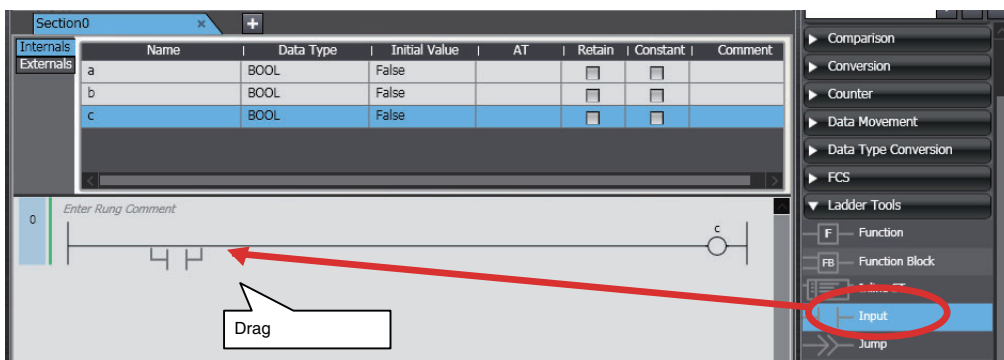 Section0 × +
Internals
Externals
Name Data Type Initial Value AT Retain Constant Comment
a BOOL False
b BOOL False
c BOOL False
0 Enter Rung Comment
c
Drag
Comparison
Conversion
Counter
Data Movement
Data Type Conversion
FCS
Ladder Tools
F Function
FB Function Block
Input
Jump